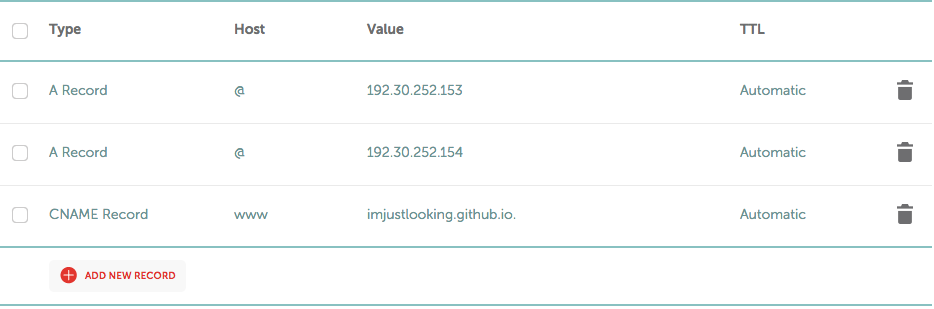 Type Host Value TTL
A Record @ 192.30.252.153 Automatic
A Record @ 192.30.252.154 Automatic
CNAME Record www imjustlooking.github.io. Automatic
ADD NEW RECORD